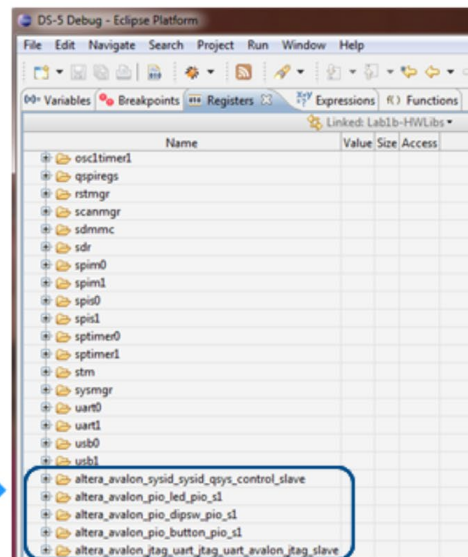 DS-5 Debug - Eclipse Platform
File Edit Navigate Search Project Run Window Help
Variables Breakpoints Registers Expressions f() Functions
Linked: Lab1b-HWLibs
Name Value Size Access
osc1timer1
qspiregs
rstmgr
scanmgr
sdmmc
sdr
spim0
spim1
spis0
spis1
sptimer0
sptimer1
stm
sysmgr
uart0
uart1
usb0
usb1
altera_avalon_sysid_sysid_qsys_control_slave
altera_avalon_pio_led_pio_s1
altera_avalon_pio_dipsw_pio_s1
altera_avalon_pio_button_pio_s1
altera_avalon_jtag_uart_jtag_uart_avalon_jtag_slave